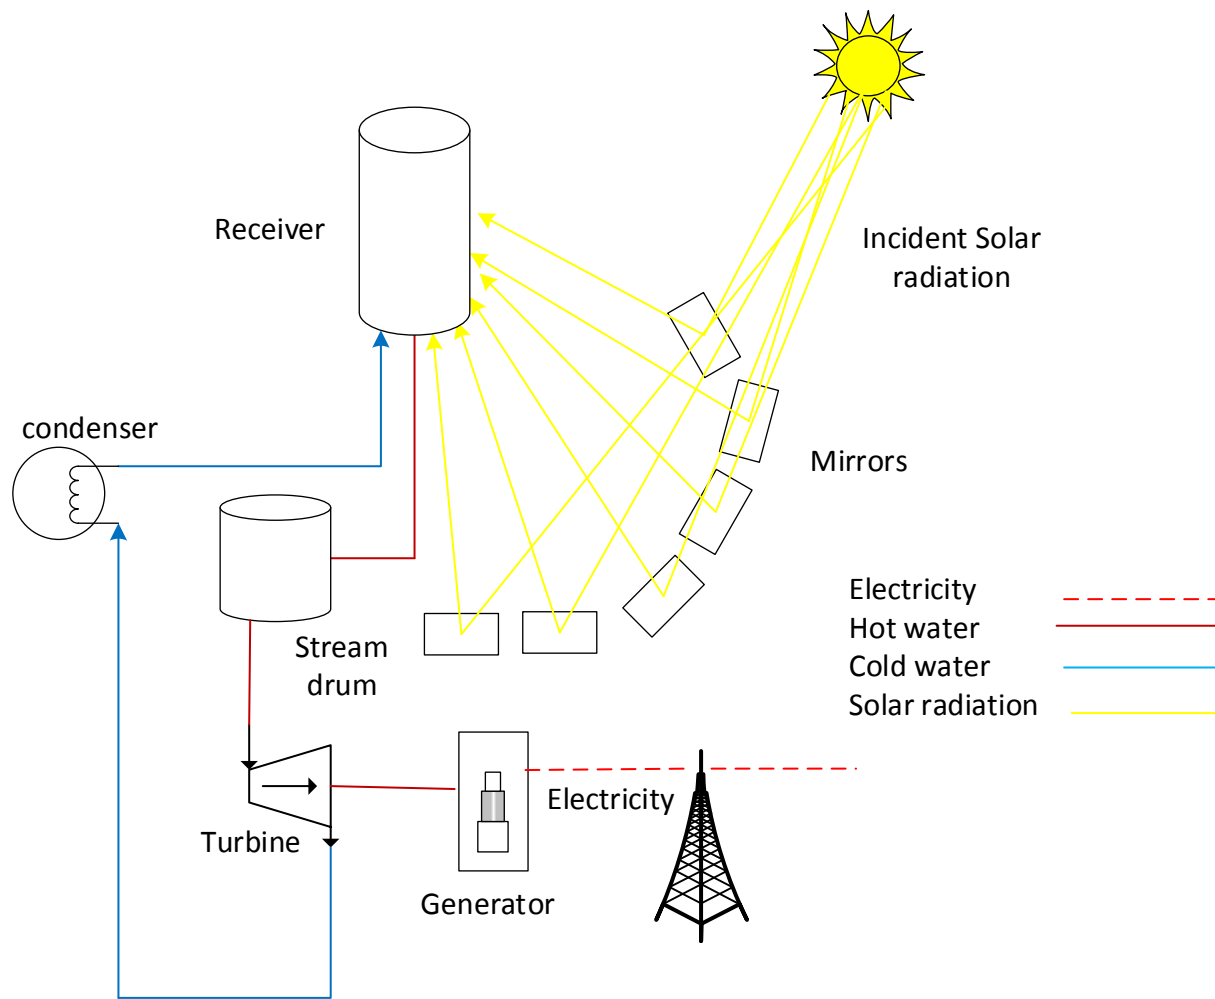 Receiver
Incident Solar
radiation
condenser
Mirrors
Stream
drum
Electricity
Hot water
Cold water
Solar radiation
Electricity
Turbine
Generator